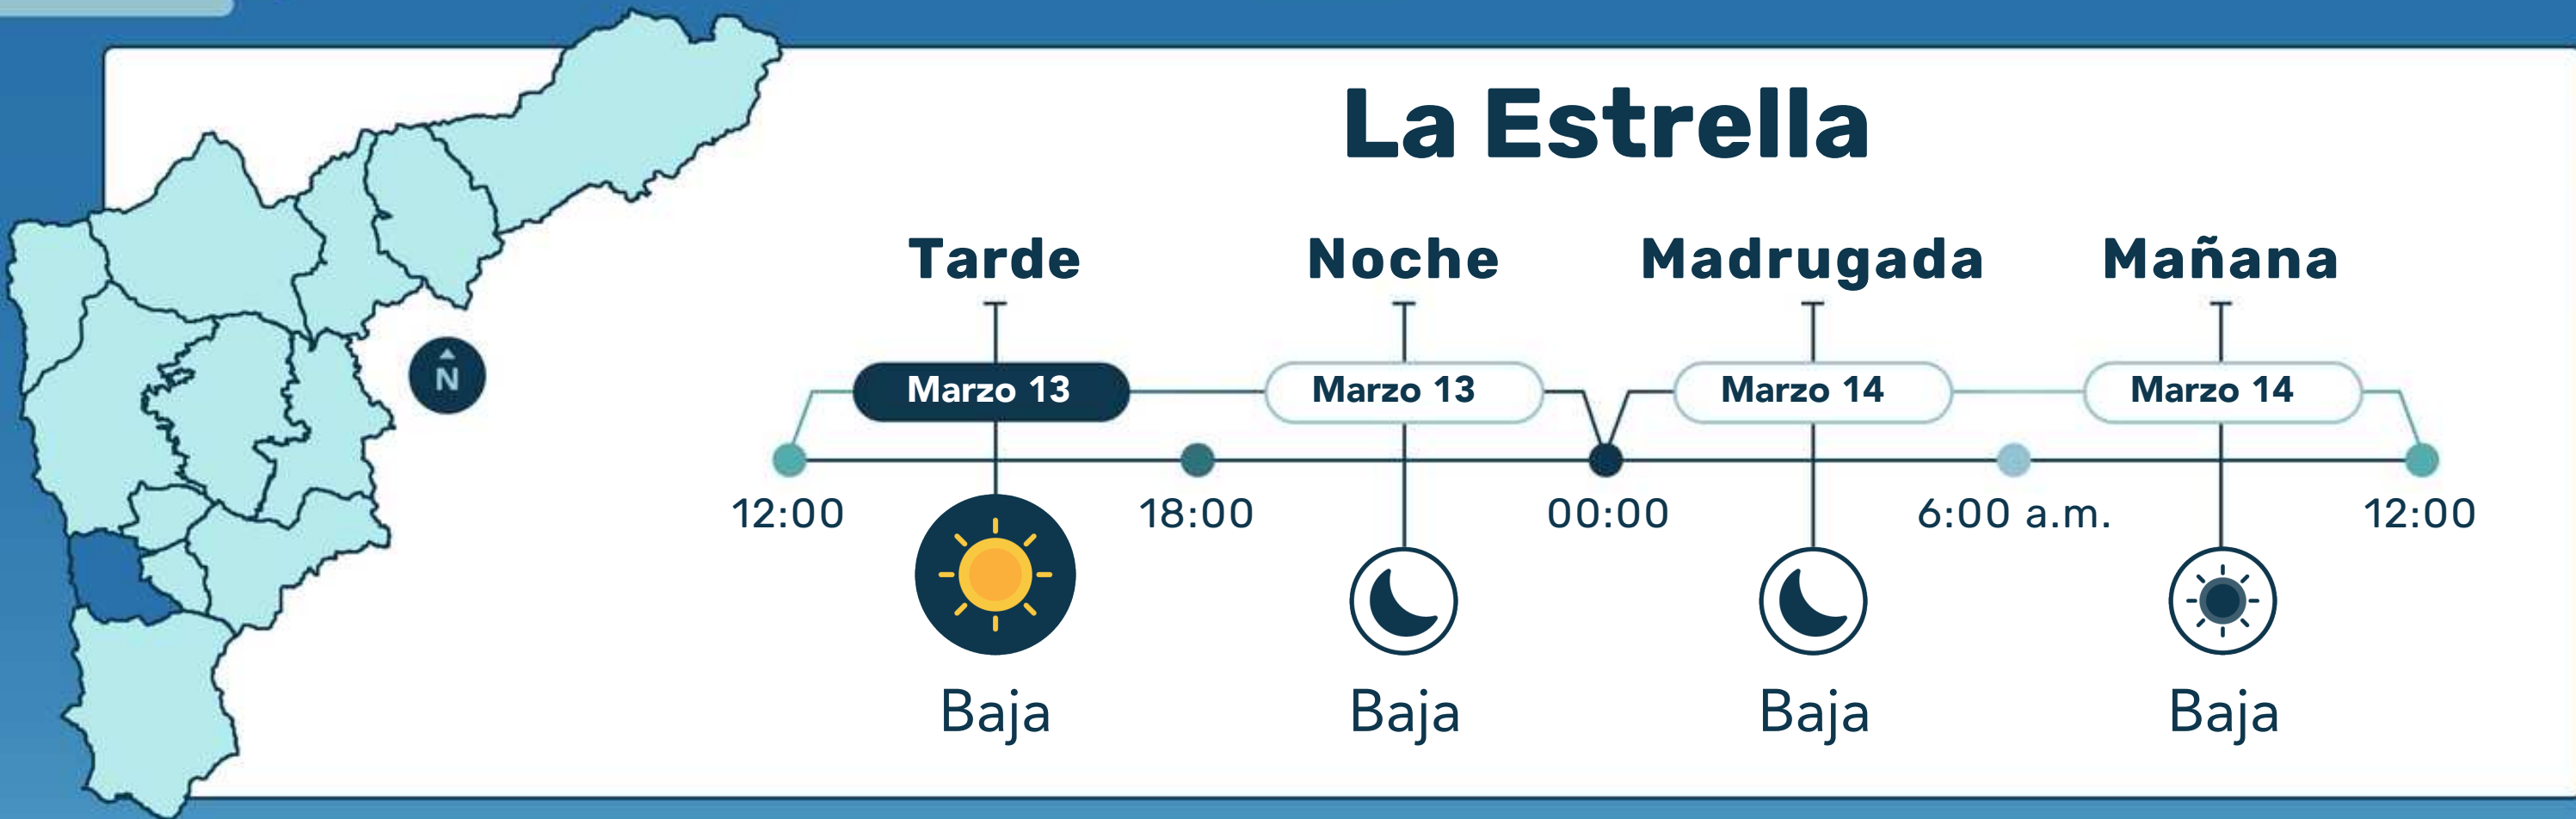 La Estrella
Tarde Noche Madrugada Mañana
Marzo 13 Marzo 13 Marzo 14 Marzo 14
N
12:00 18:00 00:00 6:00 a.m. 12:00
Baja Baja Baja Baja